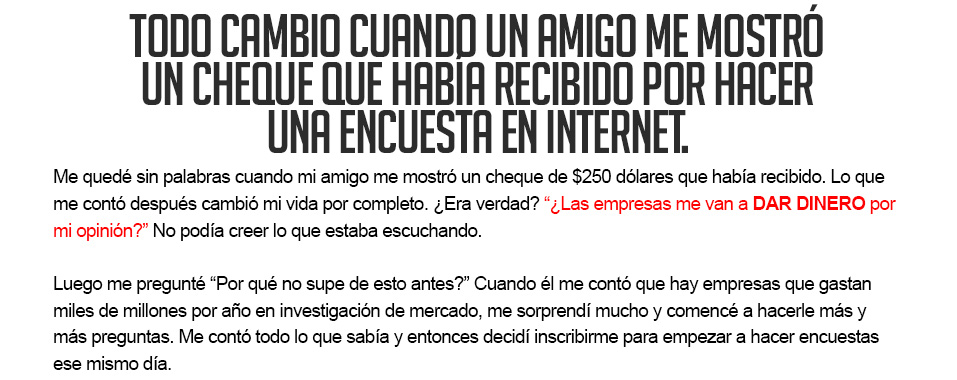 TODO CAMBIO CUANDO UN AMIGO ME MOSTRÓ
UN CHEQUE QUE HABÍA RECIBIDO POR HACER
UNA ENCUESTA EN INTERNET.
Me quedé sin palabras cuando mi amigo me mostró un cheque de $250 dólares que había recibido. Lo que
me contó después cambió mi vida por completo. ¿Era verdad? “¿Las empresas me van a DAR DINERO por
mi opinión?” No podía creer lo que estaba escuchando.
Luego me pregunté “Por qué no supe de esto antes?” Cuando él me contó que hay empresas que gastan
miles de millones por año en investigación de mercado, me sorprendí mucho y comencé a hacerle más y
más preguntas. Me contó todo lo que sabía y entonces decidí inscribirme para empezar a hacer encuestas
ese mismo día.